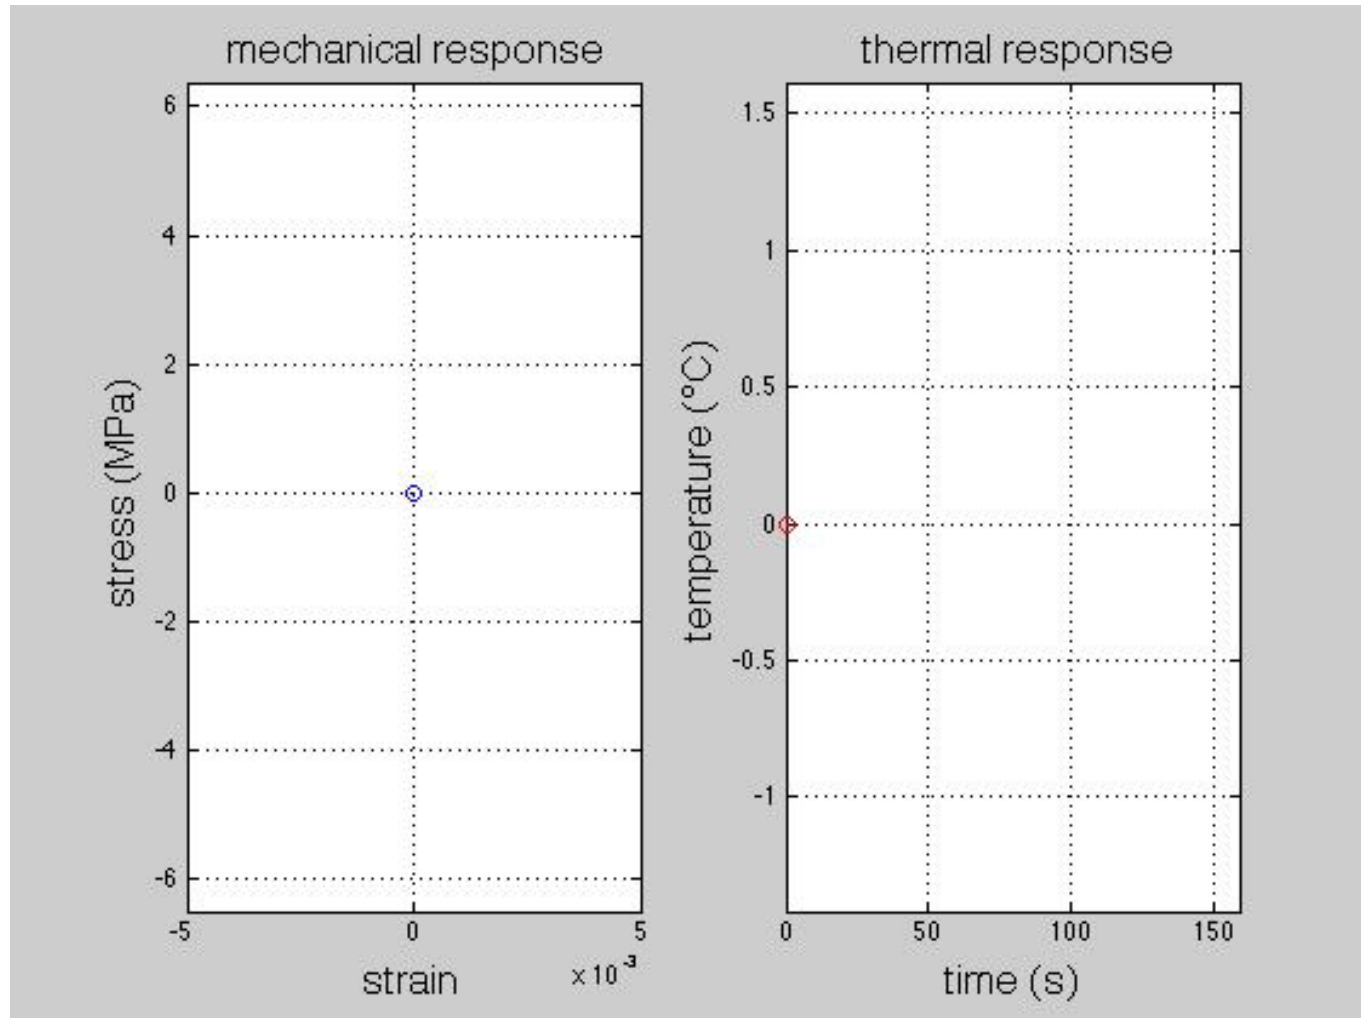 mechanical response
6
4
2
0
-2
-4
-6
stress (MPa)
-5
0
5
x 10^-3
strain
thermal response
1.5
1
0.5
0
-0.5
-1
temperature (°C)
0
50
100
150
time (s)